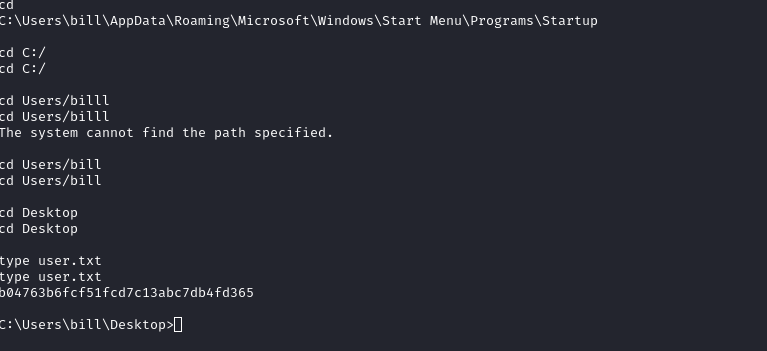 cd
C:\Users\bill\AppData\Roaming\Microsoft\Windows\Start Menu\Programs\Startup
cd C:/
cd C:/
cd Users/billl
cd Users/billl
The system cannot find the path specified.
cd Users/bill
cd Users/bill
cd Desktop
cd Desktop
type user.txt
type user.txt
b04763b6fcf51fcd7c13abc7db4fd365
C:\Users\bill\Desktop>